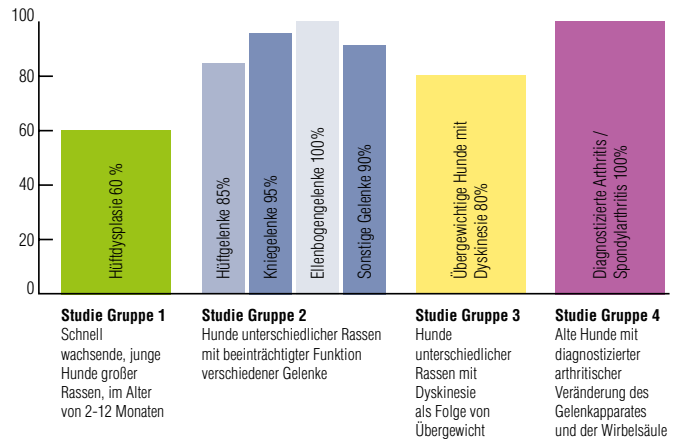 100
80
60
40
20
0
Hüftdysplasie 60 %
Hüftgelenke 85%
Kniegelenke 95%
Ellenbogengelenke 100%
Sonstige Gelenke 90%
Übergewichtige Hunde mit
Dyskinesie 80%
Diagnostizierte Arthritis /
Spondylarthritis 100%
Studie Gruppe 1
Schnell
wachsende, junge
Hunde großer
Rassen, im Alter
von 2-12 Monaten
Studie Gruppe 2
Hunde unterschiedlicher Rassen
mit beeinträchtigter Funktion
verschiedener Gelenke
Studie Gruppe 3
Hunde
unterschiedlicher
Rassen mit
Dyskinesie
als Folge von
Übergewicht
Studie Gruppe 4
Alte Hunde mit
diagnostizierter
arthritischer
Veränderung des
Gelenkapparates
und der Wirbelsäule